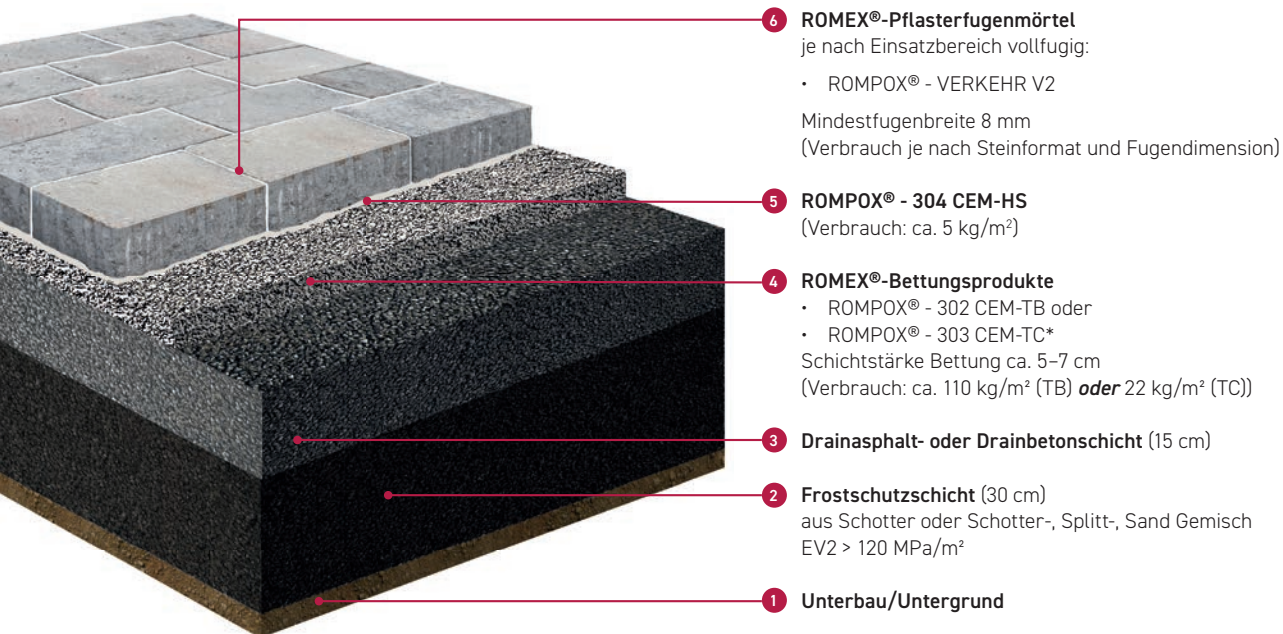 6 ROMEX®-Pflasterfugenmörtel
je nach Einsatzbereich vollfugig:
• ROMPOX® - VERKEHR V2
Mindestfugenbreite 8 mm
(Verbrauch je nach Steinformat und Fugendimension)
5 ROMPOX® - 304 CEM-HS
(Verbrauch: ca. 5 kg/m²)
4 ROMEX®-Bettungsprodukte
• ROMPOX® - 302 CEM-TB oder
• ROMPOX® - 303 CEM-TC*
Schichtstärke Bettung ca. 5–7 cm
(Verbrauch: ca. 110 kg/m² (TB) oder 22 kg/m² (TC))
3 Drainasphalt- oder Drainbetonschicht (15 cm)
2 Frostschutzschicht (30 cm)
aus Schotter oder Schotter-, Splitt-, Sand Gemisch
EV2 > 120 MPa/m²
1 Unterbau/Untergrund